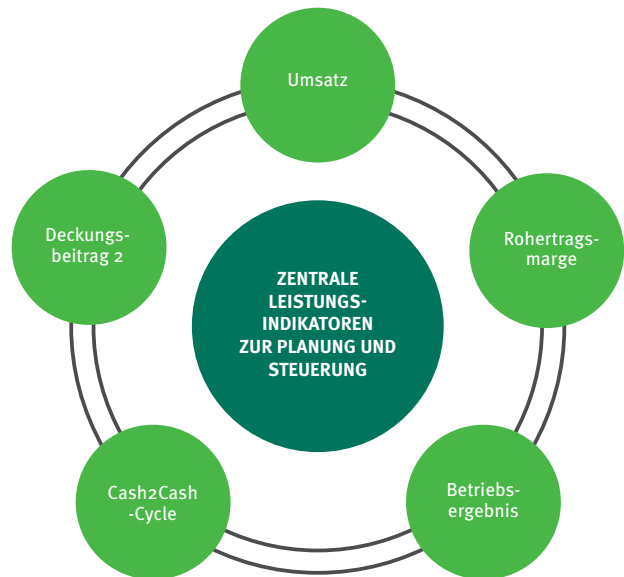 Umsatz
Deckungs-
beitrag 2
Rohertrags-
marge
ZENTRALE
LEISTUNGS-
INDIKATOREN
ZUR PLANUNG UND
STEUERUNG
Cash2Cash
-Cycle
Betriebs-
ergebnis